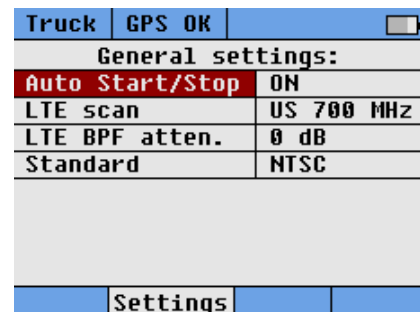 Truck GPS OK
General settings:
Auto Start/Stop ON
LTE scan US 700 MHz
LTE BPF atten. 0 dB
Standard NTSC
Settings